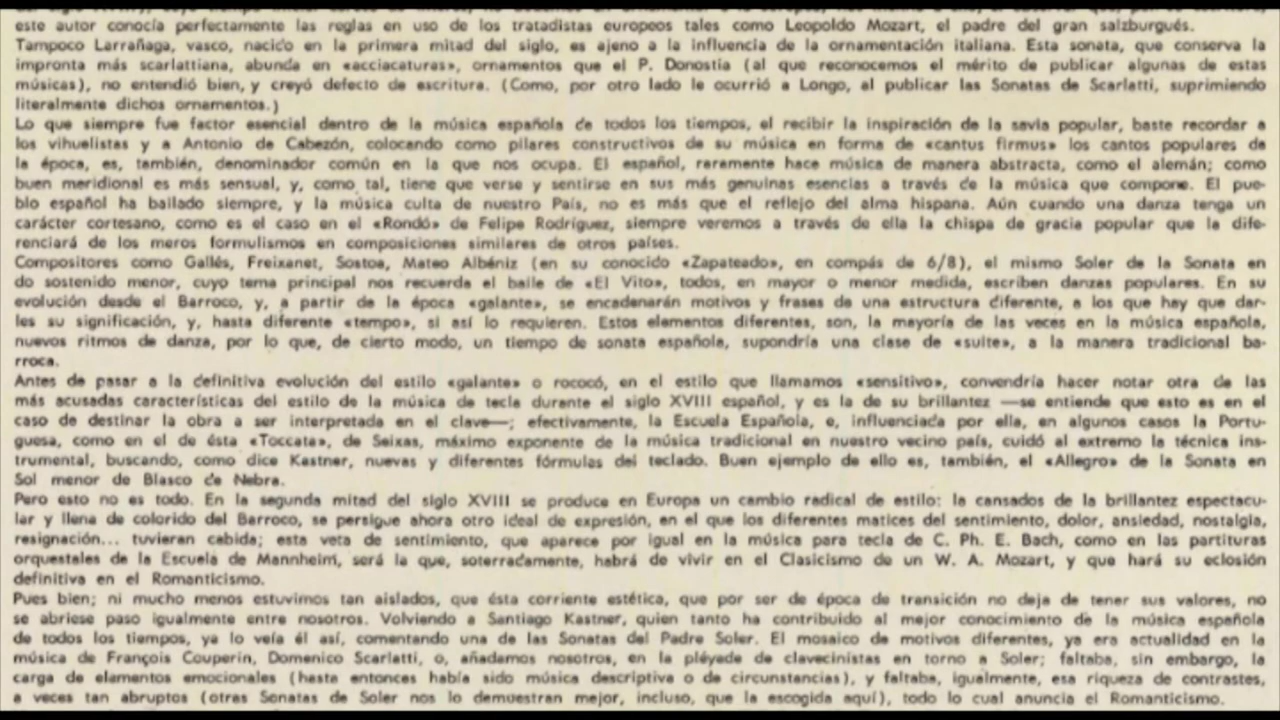 este autor conocía perfectamente las reglas en uso de los tratadistas europeos tales como Leopoldo Mozart, el padre del gran salzburgués.
Tampoco Larrañaga, vasco, nacido en la primera mitad del siglo, es ajeno a la influencia de la ornamentación italiana. Esta sonata, que conserva la
impronta más scarlattiana, abunda en «acciacaturas», ornamentos que el P. Donostia (al que reconocemos el mérito de publicar algunas de estas
músicas), no entendió bien, y creyó defecto de escritura. (Como, por otro lado le ocurrió a Longo, al publicar las Sonatas de Scarlatti, suprimiendo
literalmente dichos ornamentos.)
Lo que siempre fue factor esencial dentro de la música española de todos los tiempos, el recibir la inspiración de la savia popular, baste recordar a
los vihuelistas y a Antonio de Cabezón, colocando como pilares constructivos de su música en forma de «cantus firmus» los cantos populares de
la época, es, también, denominador común en la que nos ocupa. El español, raramente hace música de manera abstracta, como el alemán; como
buen meridional es más sensual, y, como tal, tiene que verse y sentirse en sus más genuinas esencias a través de la música que compone. El pue-
blo español ha bailado siempre, y la música culta de nuestro País, no es más que el reflejo del alma hispana. Aún cuando una danza tenga un
carácter cortesano, como es el caso en el «Rondó» de Felipe Rodríguez, siempre veremos a través de ella la chispa de gracia popular que la dife-
renciará de los meros formulismos en composiciones similares de otros países.
Compositores como Gallés, Freixanet, Sostoa, Mateo Albéniz (en su conocido «Zapateado», en compás de 6/8), el mismo Soler de la Sonata en
do sostenido menor, cuyo tema principal nos recuerda el baile de «El Vito», todos, en mayor o menor medida, escriben danzas populares. En su
evolución desde el Barroco, y, a partir de la época «galante», se encadenarán motivos y frases de una estructura diferente, a los que hay que dar-
les su significación, y, hasta diferente «tempo», si así lo requieren. Estos elementos diferentes, son, la mayoría de las veces en la música española,
nuevos ritmos de danza, por lo que, de cierto modo, un tiempo de sonata española, supondría una clase de «suite», a la manera tradicional ba-
rroca.
Antes de pasar a la definitiva evolución del estilo «galante» o rococó, en el estilo que llamamos «sensitivo», convendría hacer notar otra de las
más acusadas características del estilo de la música de tecla durante el siglo XVIII español, y es la de su brillantez —se entiende que esto es en el
caso de destinar la obra a ser interpretada en el clave—; efectivamente, la Escuela Española, e, influenciada por ella, en algunos casos la Portu-
guesa, como en el de ésta «Toccata», de Seixas, máximo exponente de la música tradicional en nuestro vecino país, cuidó al extremo la técnica ins-
trumental, buscando, como dice Kastner, nuevas y diferentes fórmulas del teclado. Buen ejemplo de ello es, también, el «Allegro» de la Sonata en
Sol menor de Blasco de Nebra.
Pero esto no es todo. En la segunda mitad del siglo XVIII se produce en Europa un cambio radical de estilo: la cansados de la brillantez espectacu-
lar y llena de colorido del Barroco, se persigue ahora otro ideal de expresión, en el que los diferentes matices del sentimiento, dolor, ansiedad, nostalgia,
resignación... tuvieran cabida; esta veta de sentimiento, que aparece por igual en la música para tecla de C. Ph. E. Bach, como en las partituras
orquestales de la Escuela de Mannheim, será la que, soterradamente, habrá de vivir en el Clasicismo de un W. A. Mozart, y que hará su eclosión
definitiva en el Romanticismo.
Pues bien; ni mucho menos estuvimos tan aislados, que ésta corriente estética, que por ser de época de transición no deja de tener sus valores, no
se abriese paso igualmente entre nosotros. Volviendo a Santiago Kastner, quien tanto ha contribuido al mejor conocimiento de la música española
de todos los tiempos, ya lo veía él así, comentando una de las Sonatas del Padre Soler. El mosaico de motivos diferentes, ya era actualidad en la
música de François Couperin, Domenico Scarlatti, o, añadamos nosotros, en la pléyade de clavecinistas en torno a Soler; faltaba, sin embargo, la
carga de elementos emocionales (hasta entonces había sido música descriptiva o de circunstancias), y faltaba, igualmente, esa riqueza de contrastes,
a veces tan abruptos (otras Sonatas de Soler nos lo demuestran mejor, incluso, que la escogida aquí), todo lo cual anuncia el Romanticismo.